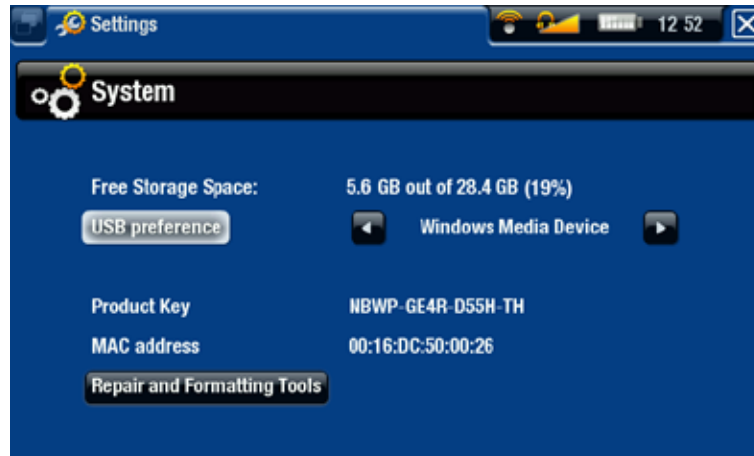 Settings
12 52
System
Free Storage Space: 5.6 GB out of 28.4 GB (19%)
USB preference Windows Media Device
Product Key NBWP-GE4R-D55H-TH
MAC address 00:16:DC:50:00:26
Repair and Formatting Tools